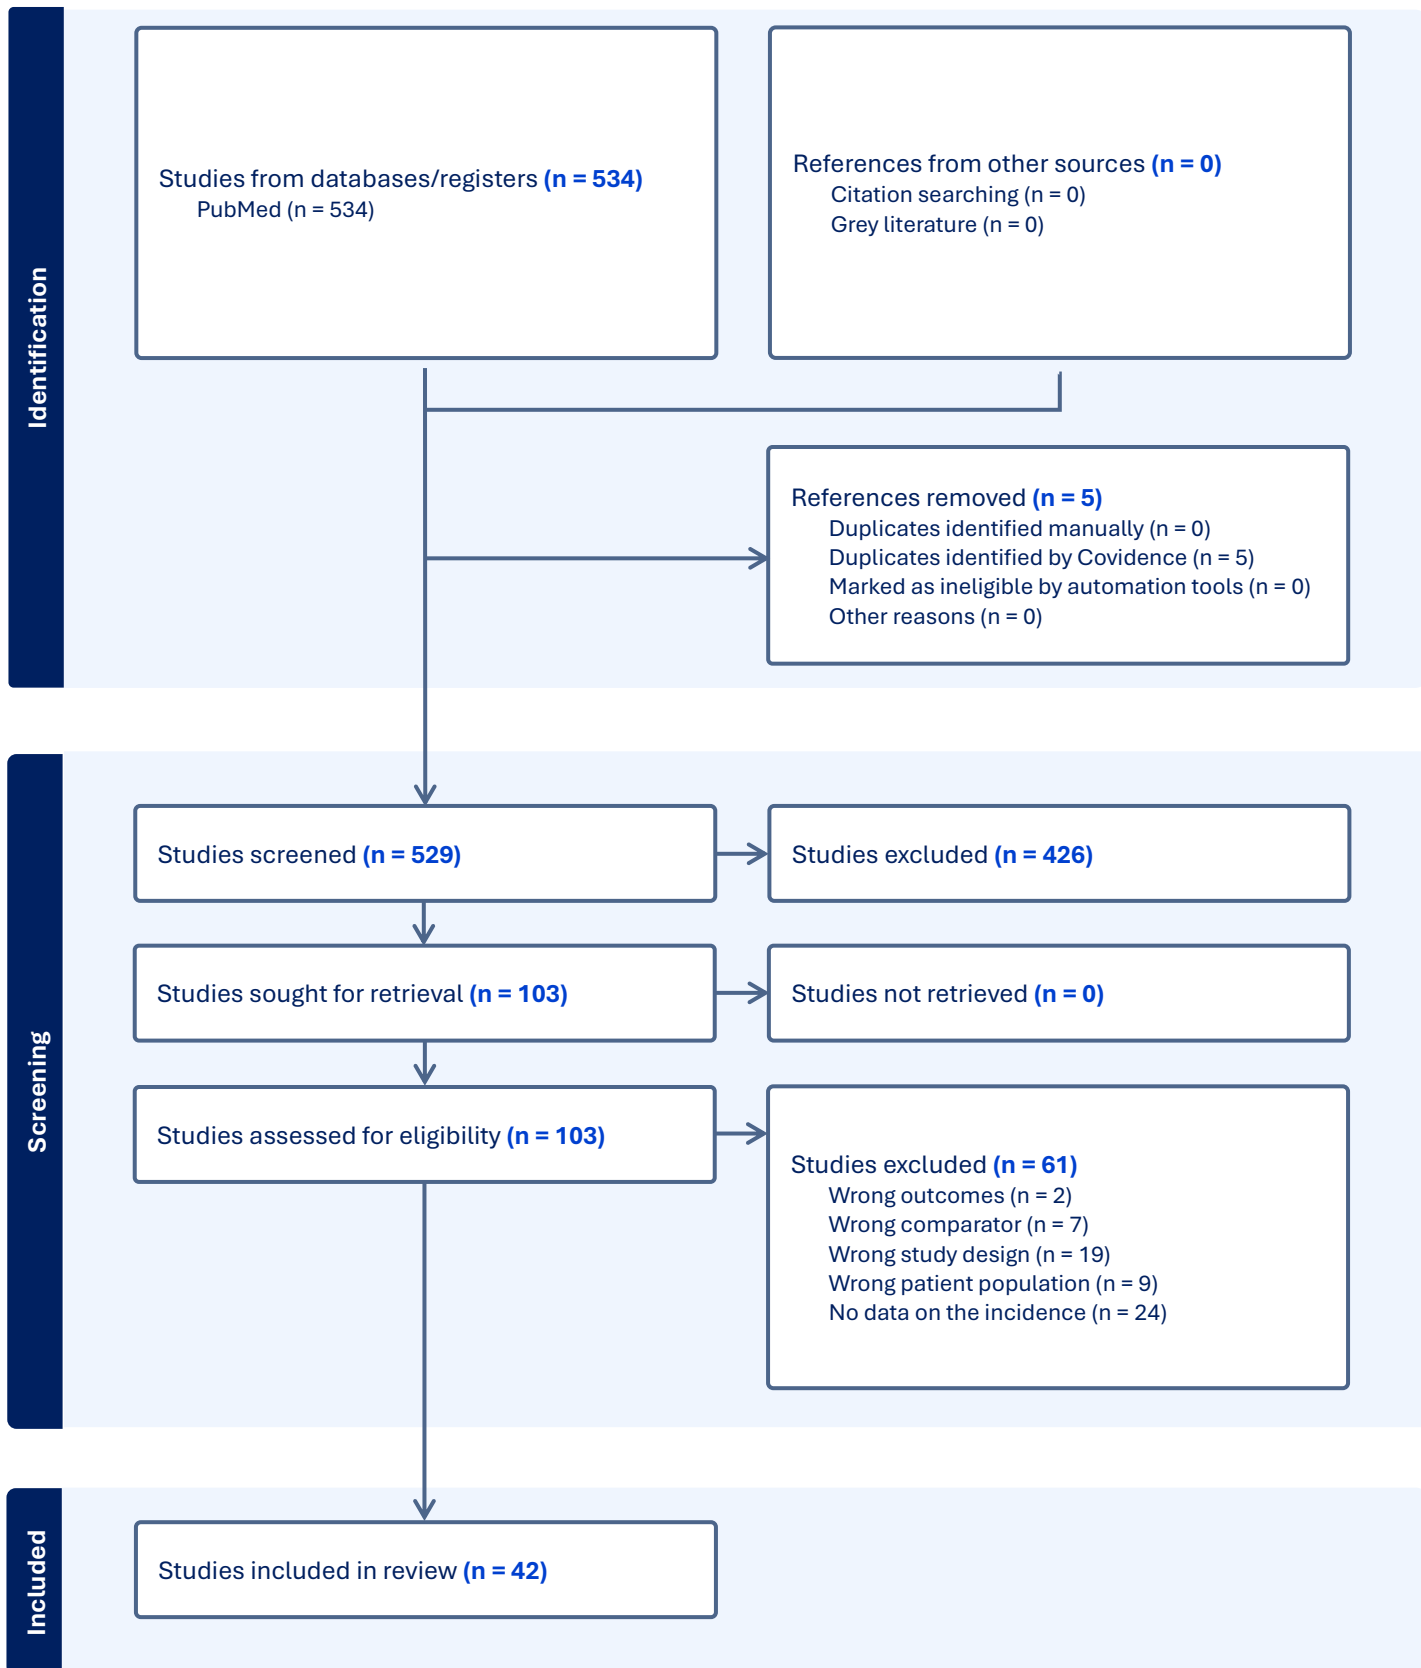 Identification
Studies from databases/registers (n = 534)
PubMed (n = 534)
References from other sources (n = 0)
Citation searching (n = 0)
Grey literature (n = 0)
References removed (n = 5)
Duplicates identified manually (n = 0)
Duplicates identified by Covidence (n = 5)
Marked as ineligible by automation tools (n = 0)
Other reasons (n = 0)
Screening
Studies screened (n = 529)
Studies excluded (n = 426)
Studies sought for retrieval (n = 103)
Studies not retrieved (n = 0)
Studies assessed for eligibility (n = 103)
Studies excluded (n = 61)
Wrong outcomes (n = 2)
Wrong comparator (n = 7)
Wrong study design (n = 19)
Wrong patient population (n = 9)
No data on the incidence (n = 24)
Included
Studies included in review (n = 42)